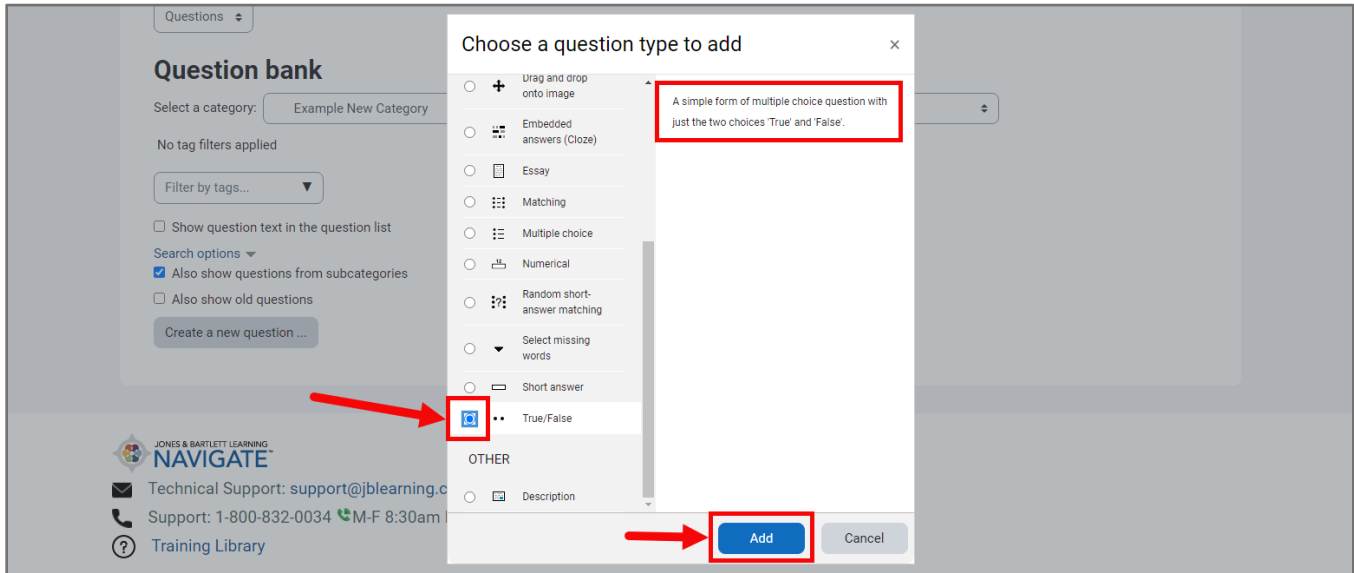 Questions
Question bank
Select a category: Example New Category
No tag filters applied
Filter by tags...
Show question text in the question list
Search options
Also show questions from subcategories
Also show old questions
Create a new question ...
Choose a question type to add
×
Drag and drop
onto image
Embedded
answers (Cloze)
Essay
Matching
Multiple choice
12
Numerical
Random short-
answer matching
Select missing
words
Short answer
True/False
OTHER
Description
A simple form of multiple choice question with
just the two choices 'True' and 'False'.
Add
Cancel
JONES & BARTLETT LEARNING
NAVIGATE
Technical Support: support@jblearning.c
Support: 1-800-832-0034 M-F 8:30am
Training Library